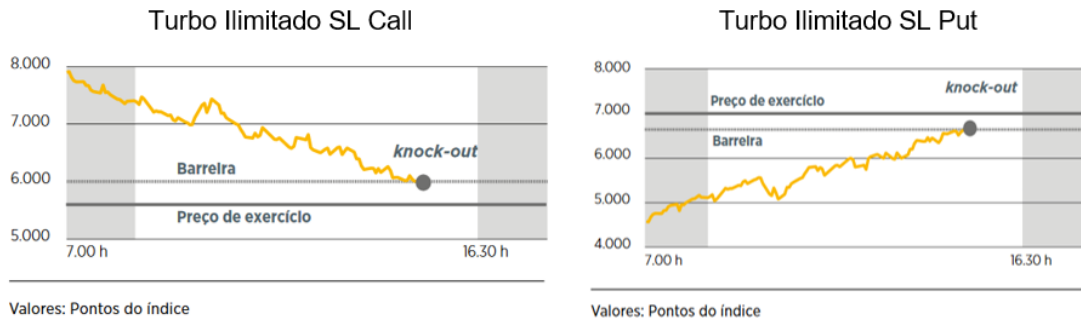 Turbo Ilimitado SL Call
8.000
7.000
6.000
5.000
Barreira
knock-out
Preço de exercício
7.00 h
16.30 h
Valores: Pontos do índice
Turbo Ilimitado SL Put
8.000
7.000
6.000
5.000
4.000
knock-out
Preço de exercício
Barreira
7.00 h
16.30 h
Valores: Pontos do índice